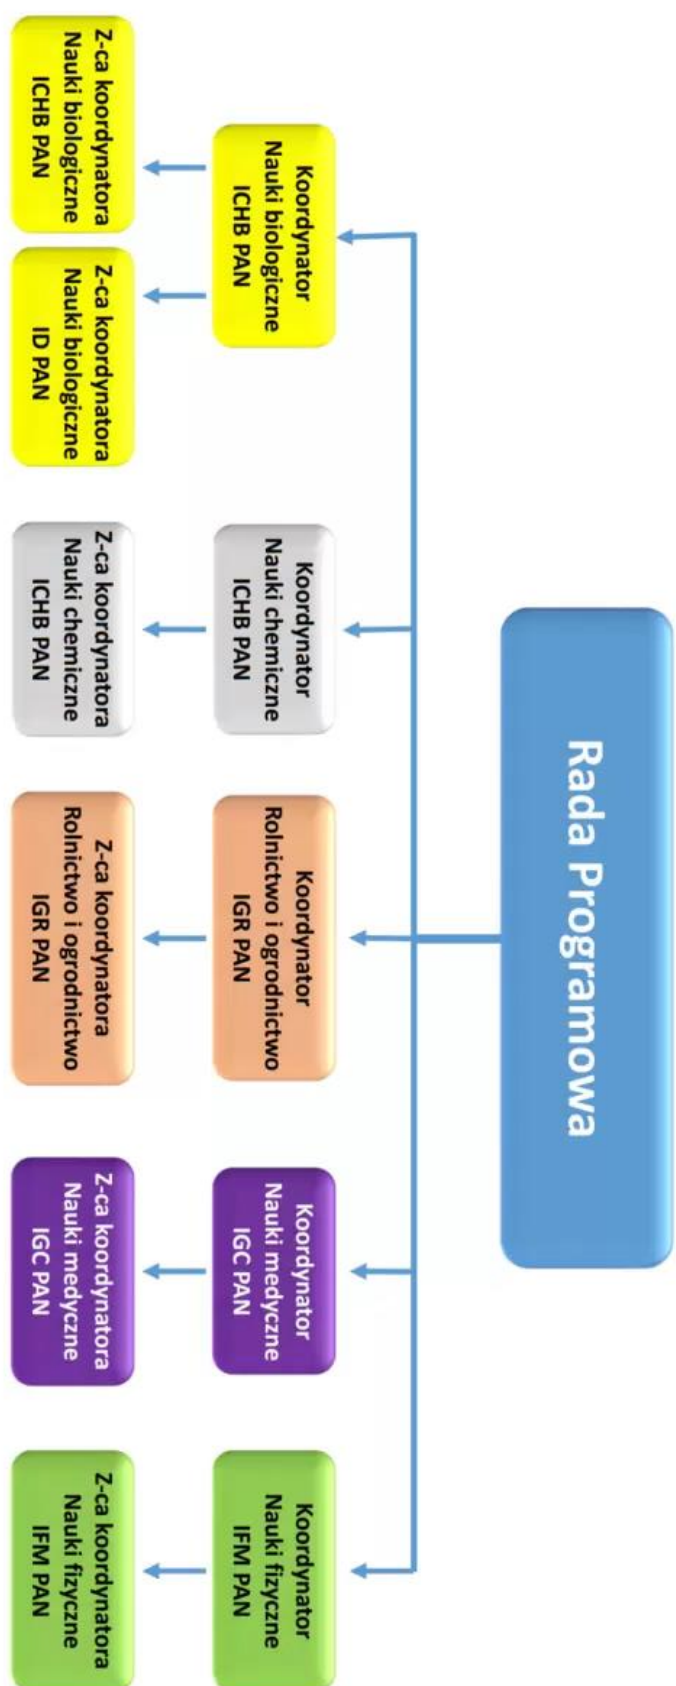 Rada Programowa
Koordynator
Nauki biologiczne
ICHB PAN
Koordynator
Nauki chemiczne
ICHB PAN
Koordynator
Rolnictwo i ogrodnictwo
IGR PAN
Koordynator
Nauki medyczne
IGC PAN
Koordynator
Nauki fizyczne
IFM PAN
Z-ca koordynatora
Nauki biologiczne
ICHB PAN
Z-ca koordynatora
Nauki biologiczne
ID PAN
Z-ca koordynatora
Nauki chemiczne
ICHB PAN
Z-ca koordynatora
Rolnictwo i ogrodnictwo
IGR PAN
Z-ca koordynatora
Nauki medyczne
IGC PAN
Z-ca koordynatora
Nauki fizyczne
IFM PAN